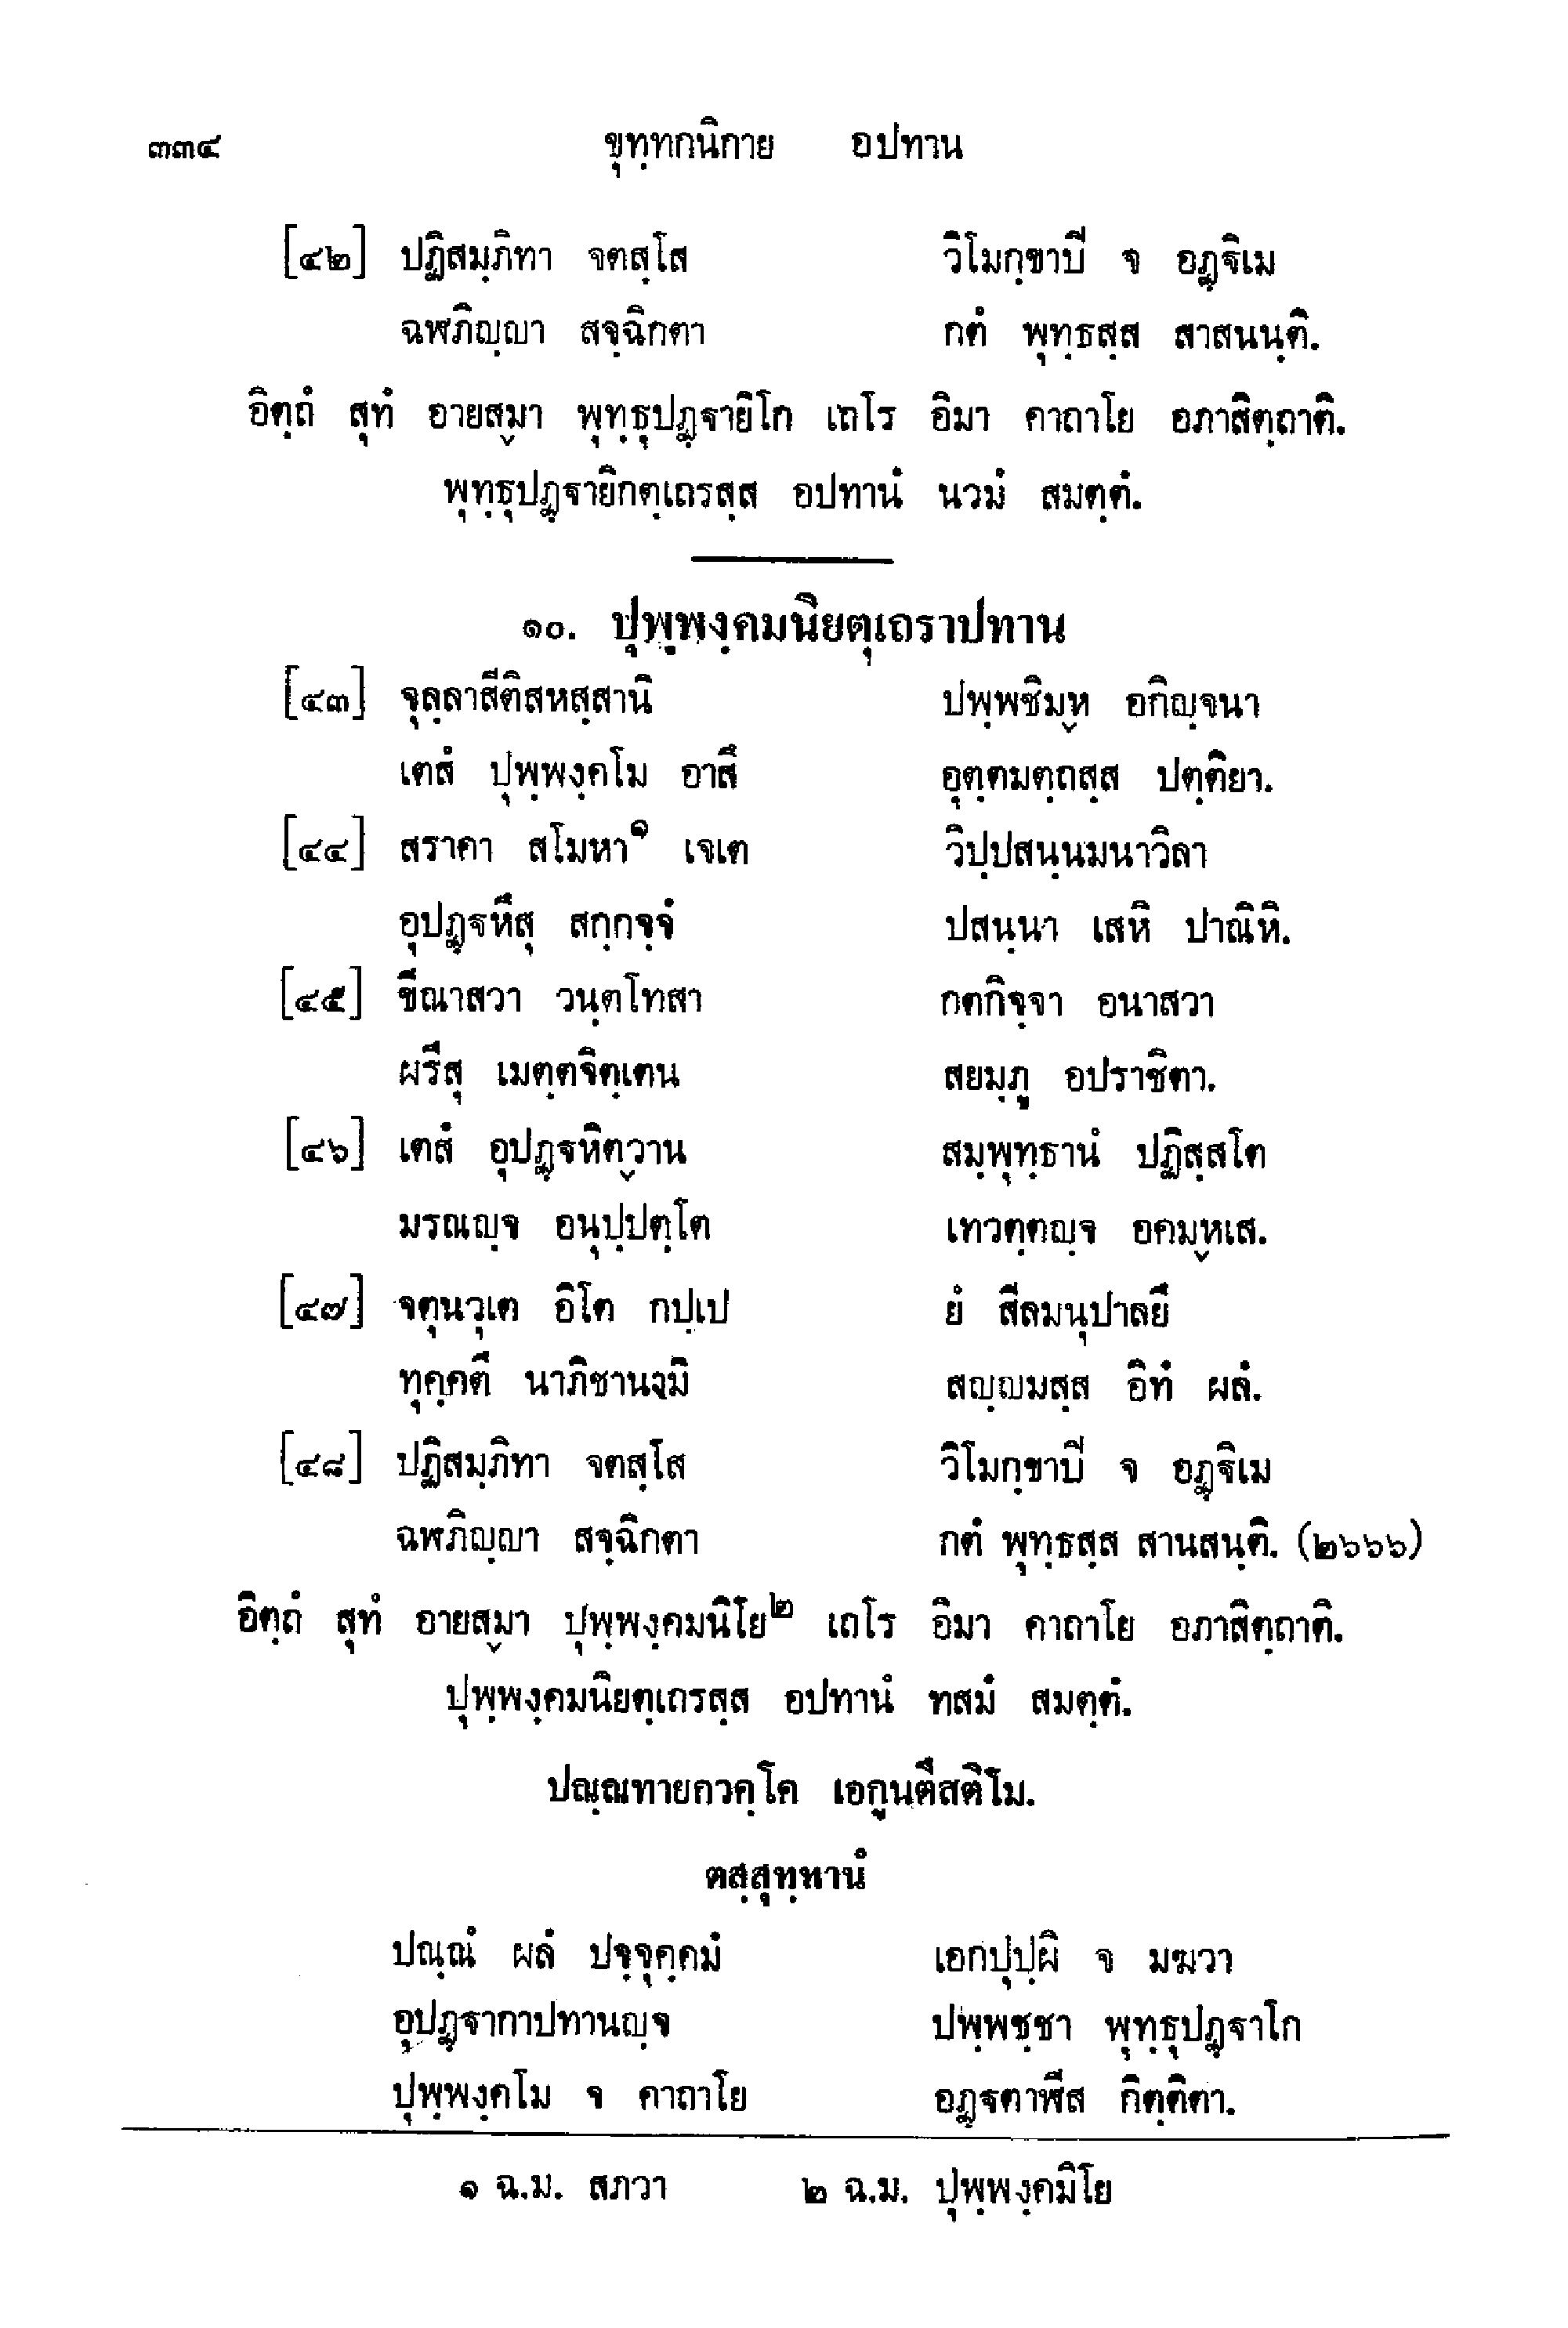 ๓๓๔ ขุทฺทกนิกาย อปทาน
[๔๒] ปฏิสมฺภิทา จตสฺโส วิโมกฺขาปิ จ อฏฺฐิเม
ฉฬภิญฺญา สจฺฉิกตา กตํ พุทฺธสฺส สาสนนฺติ.
อิตฺถํ สุทํ อายสฺมา พุทฺธุปฏฺฐายิโก เถโร อิมา คาถาโย อภาสิตฺถาติ.
พุทฺธุปฏฺฐายิกตฺเถรสฺส อปทานํ นวมํ สมตฺตํ.
๑๐. ปุพฺพงฺคมนิยตฺเถราปทาน
[๔๓] จุลฺลาสีติสหสฺสานิ ปพฺพชิมฺห อกิญฺจนา
เตสํ ปุพฺพงฺคโม อาสึ อุตฺตมตฺถสฺส ปตฺติยา.
[๔๔] สราคา สโมหา๑ เจเต วิปฺปสนฺนมนาวิลา
อุปฏฺฐหึสุ สกฺกจฺจํ ปสนฺนา เสหิ ปาณิหิ.
[๔๕] ขีณาสวา วนฺตโทสา กตกิจฺจา อนาสวา
ผรึสุ เมตฺตจิตฺเตน สยมฺภู อปราชิตา.
[๔๖] เตสํ อุปฏฺฐหิตฺวาน สมฺพุทฺธานํ ปฏิสฺสโต
มรณญฺจ อนุปฺปตฺโต เทวตฺตญฺจ อคมฺหเส.
[๔๗] จตุนวุเต อิโต กปฺเป ยํ สีลมนุปาลยึ
ทุคฺคตึ นาภิชานามิ สญฺญมสฺส อิทํ ผลํ.
[๔๘] ปฏิสมฺภิทา จตสฺโส วิโมกฺขาปิ จ อฏฺฐิเม
ฉฬภิญฺญา สจฺฉิกตา กตํ พุทฺธสฺส สานสนฺติ. (๒๖๖๖)
อิตฺถํ สุทํ อายสฺมา ปุพฺพงฺคมนิโย๒ เถโร อิมา คาถาโย อภาสิตฺถาติ.
ปุพฺพงฺคมนิยตฺเถรสฺส อปทานํ ทสมํ สมตฺตํ.
ปณฺณทายกวคฺโค เอกูนตึสติโม.
ตสฺสุทฺทานํ
ปณฺณํ ผลํ ปจฺจุคฺคมํ เอกปุปฺผิ จ มฆวา
อุปฏฺฐากาปทานญฺจ ปพฺพชฺชา พุทฺธุปฏฺฐาโก
ปุพฺพงฺคโม จ คาถาโย อฏฺฐตาฬีส กิตฺติตา.
๑ ฉ.ม. สภวา ๒ ฉ.ม. ปุพฺพงฺคมิโย